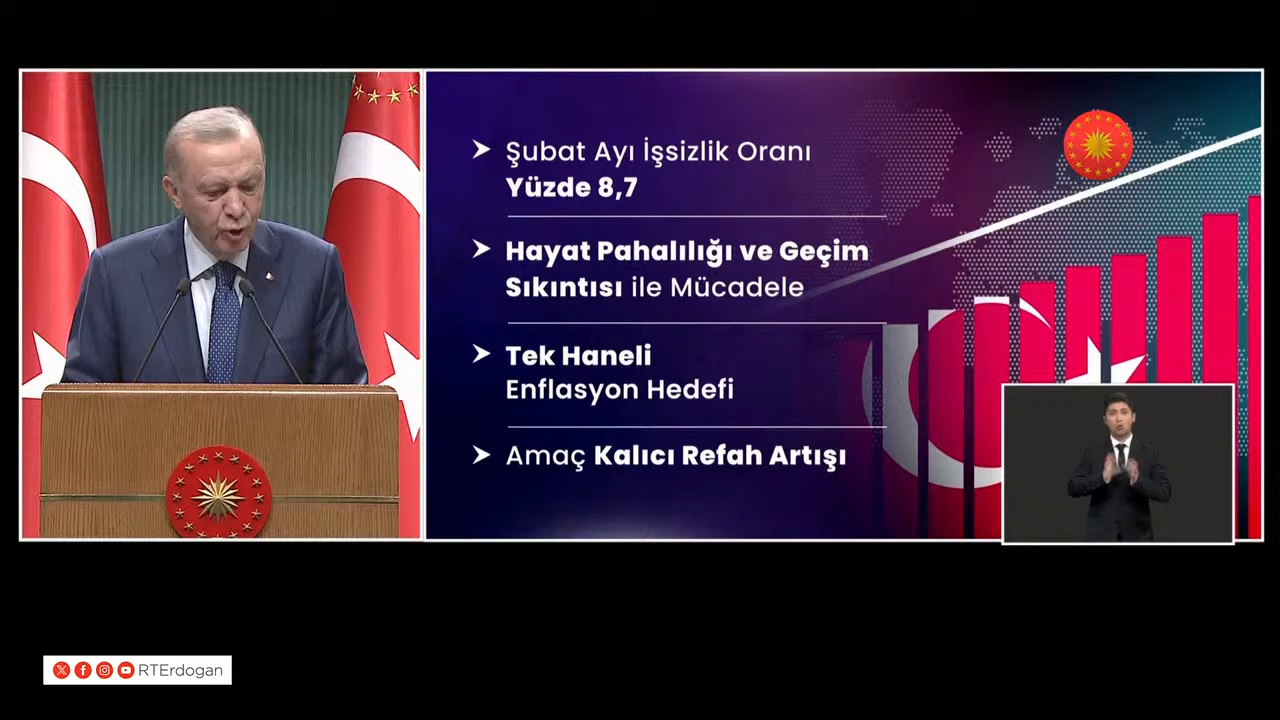 Şubat Ayı İşsizlik Oranı
Yüzde 8,7
Hayat Pahalılığı ve Geçim
Sıkıntısı ile Mücadele
Tek Haneli
Enflasyon Hedefi
Amaç Kalıcı Refah Artışı
RTErdogan